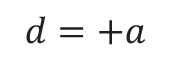 d = +a